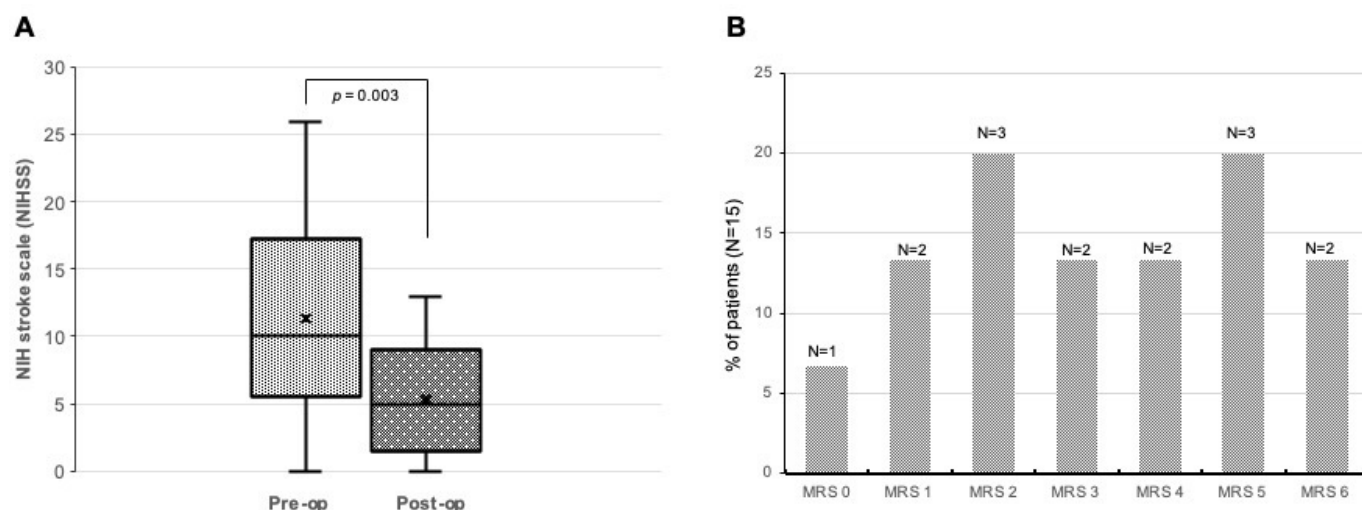 A
NIH stroke scale (NIHSS)
30
25
20
15
10
5
0
p = 0.003
Pre-op
Post-op
B
% of patients (N=15)
25
20
15
10
5
0
N=1
N=2
N=3
N=2
N=2
N=3
N=2
MRS 0
MRS 1
MRS 2
MRS 3
MRS 4
MRS 5
MRS 6